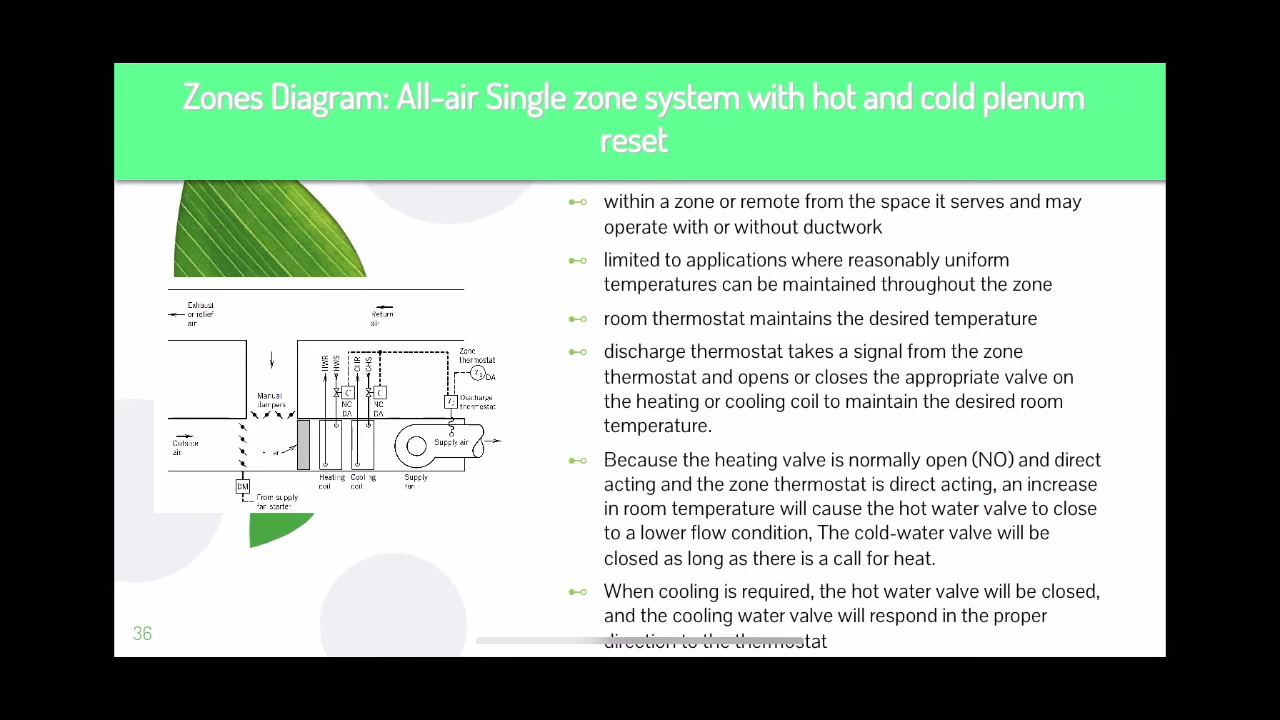 Zones Diagram: All-air Single zone system with hot and cold plenum
reset
within a zone or remote from the space it serves and may
operate with or without ductwork
limited to applications where reasonably uniform
temperatures can be maintained throughout the zone
room thermostat maintains the desired temperature
discharge thermostat takes a signal from the zone
thermostat and opens or closes the appropriate valve on
the heating or cooling coil to maintain the desired room
temperature.
Because the heating valve is normally open (NO) and direct
acting and the zone thermostat is direct acting, an increase
in room temperature will cause the hot water valve to close
to a lower flow condition, The cold-water valve will be
closed as long as there is a call for heat.
When cooling is required, the hot water valve will be closed,
and the cooling water valve will respond in the proper
direction to the thermostat
Exhaust
or relief
air
Return
air
HWR
HWS
CHR
CHS
Zone
thermostat
DA
Discharge
thermostat
C
C
NC
DA
Manual
dampers
Outside
air
Supply air
Heating
coil
Cooling
coil
Supply
fan
DM
From supply
fan starter
36